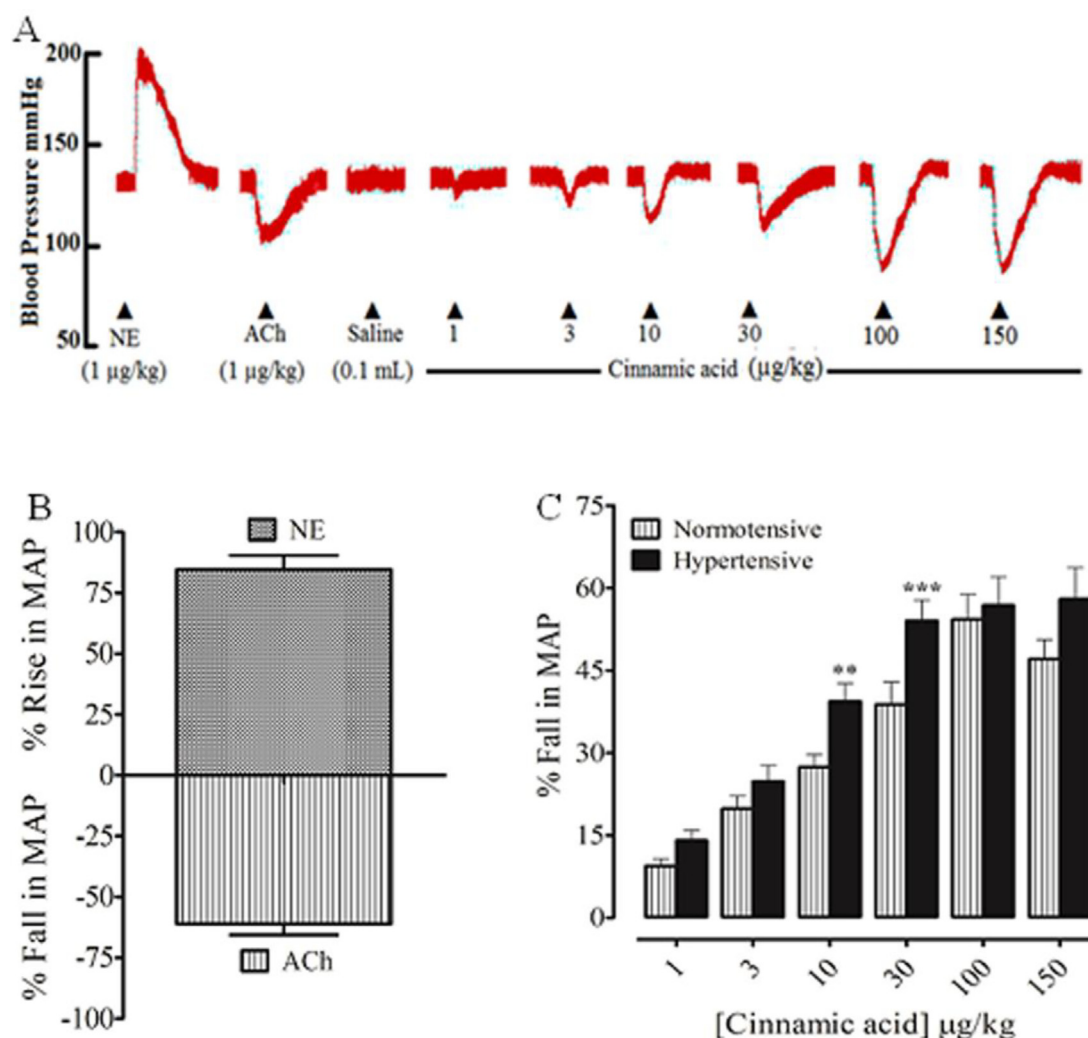 A
Blood Pressure mmHg
200
150
100
50
NE
(1 µg/kg)
ACh
(1 µg/kg)
Saline
(0.1 mL)
1
3
10
30
100
150
Cinnamic acid (µg/kg)
B
% Rise in MAP
% Fall in MAP
100
75
50
25
0
-25
-50
-75
-100
NE
ACh
C
% Fall in MAP
75
60
45
30
15
0
Normotensive
Hypertensive
**
***
1
3
10
30
100
150
[Cinnamic acid] µg/kg